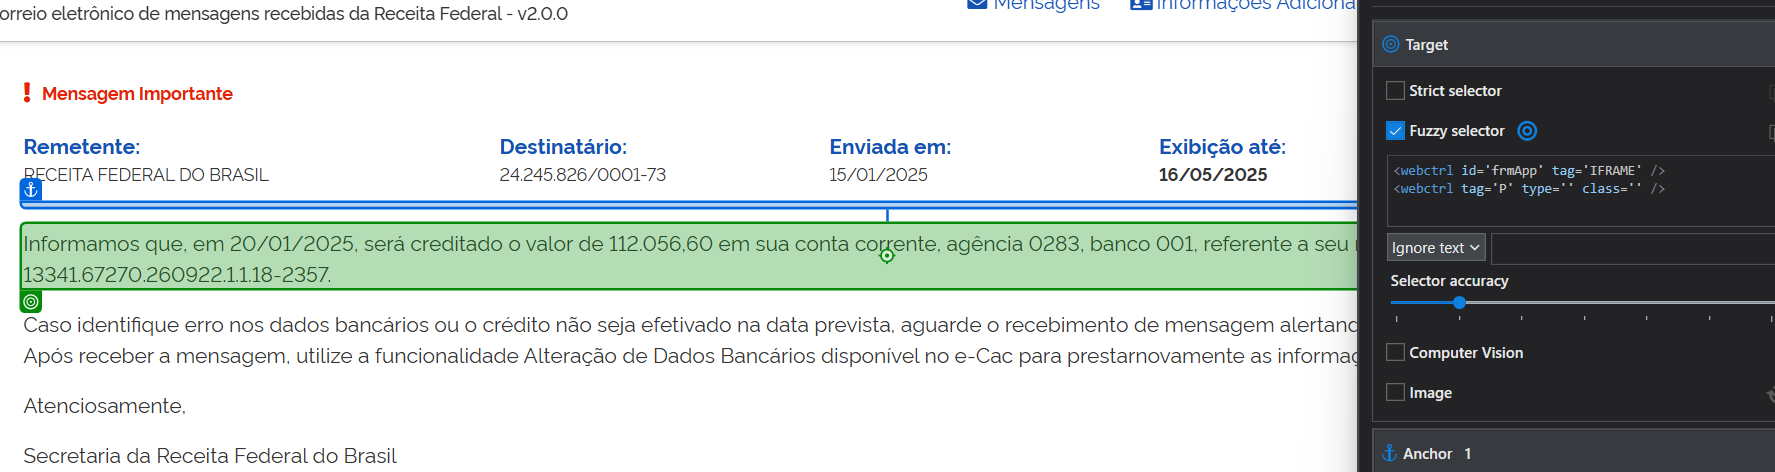 orreio eletrônico de mensagens recebidas da Receita Federal - v2.0.0
Mensagens
Informações Adiciona
Mensagem Importante
Remetente: Destinatário: Enviada em: Exibição até:
RECEITA FEDERAL DO BRASIL 24.245.826/0001-73 15/01/2025 16/05/2025
Informamos que, em 20/01/2025, será creditado o valor de 112.056,60 em sua conta corrente, agência 0283, banco 001, referente a seu
13341.67270.260922.1.1.18-2357.
Caso identifique erro nos dados bancários ou o crédito não seja efetivado na data prevista, aguarde o recebimento de mensagem alertand
Após receber a mensagem, utilize a funcionalidade Alteração de Dados Bancários disponível no e-Cac para prestarnovamente as informaç
Atenciosamente,
Secretaria da Receita Federal do Brasil
Target
Strict selector
Fuzzy selector
<webctrl id='frmApp' tag='IFRAME' />
<webctrl tag='P' type='' class='' />
Ignore text
Selector accuracy
Computer Vision
Image
Anchor 1